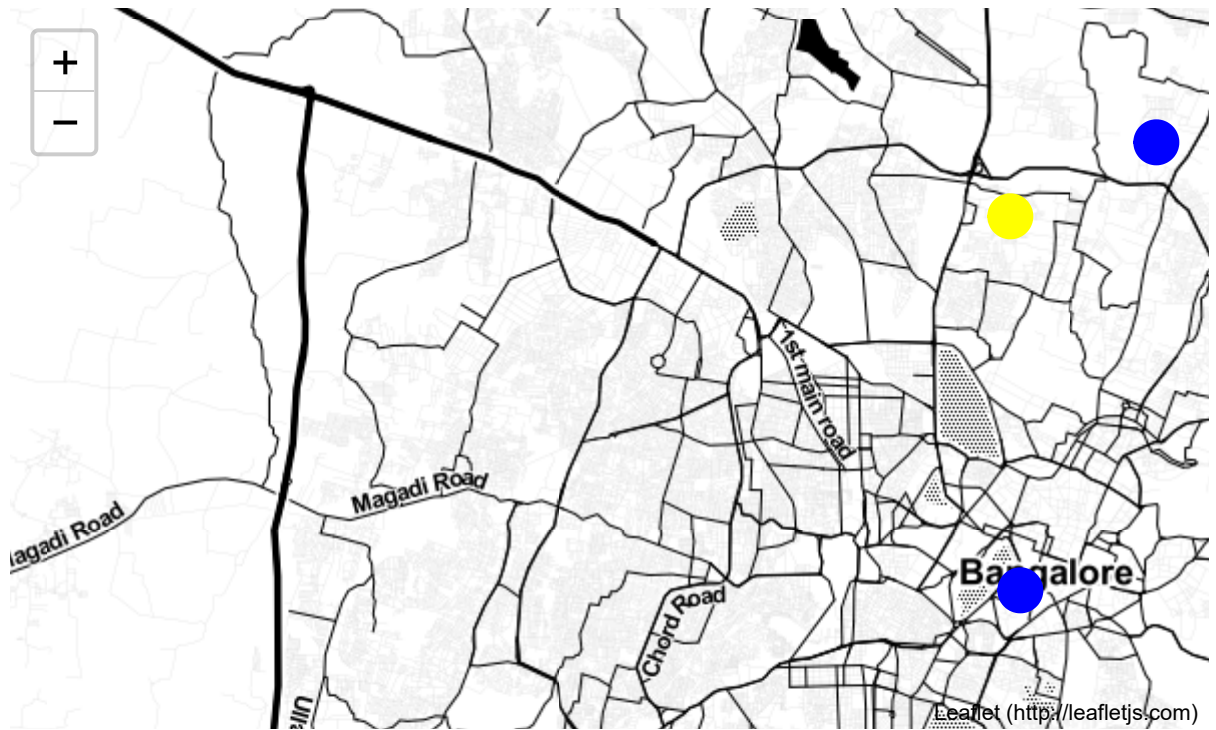 +
−
1st main road
Magadi Road
agadi Road
Bangalore
Chord Road
Leaflet (http://leafletjs.com)